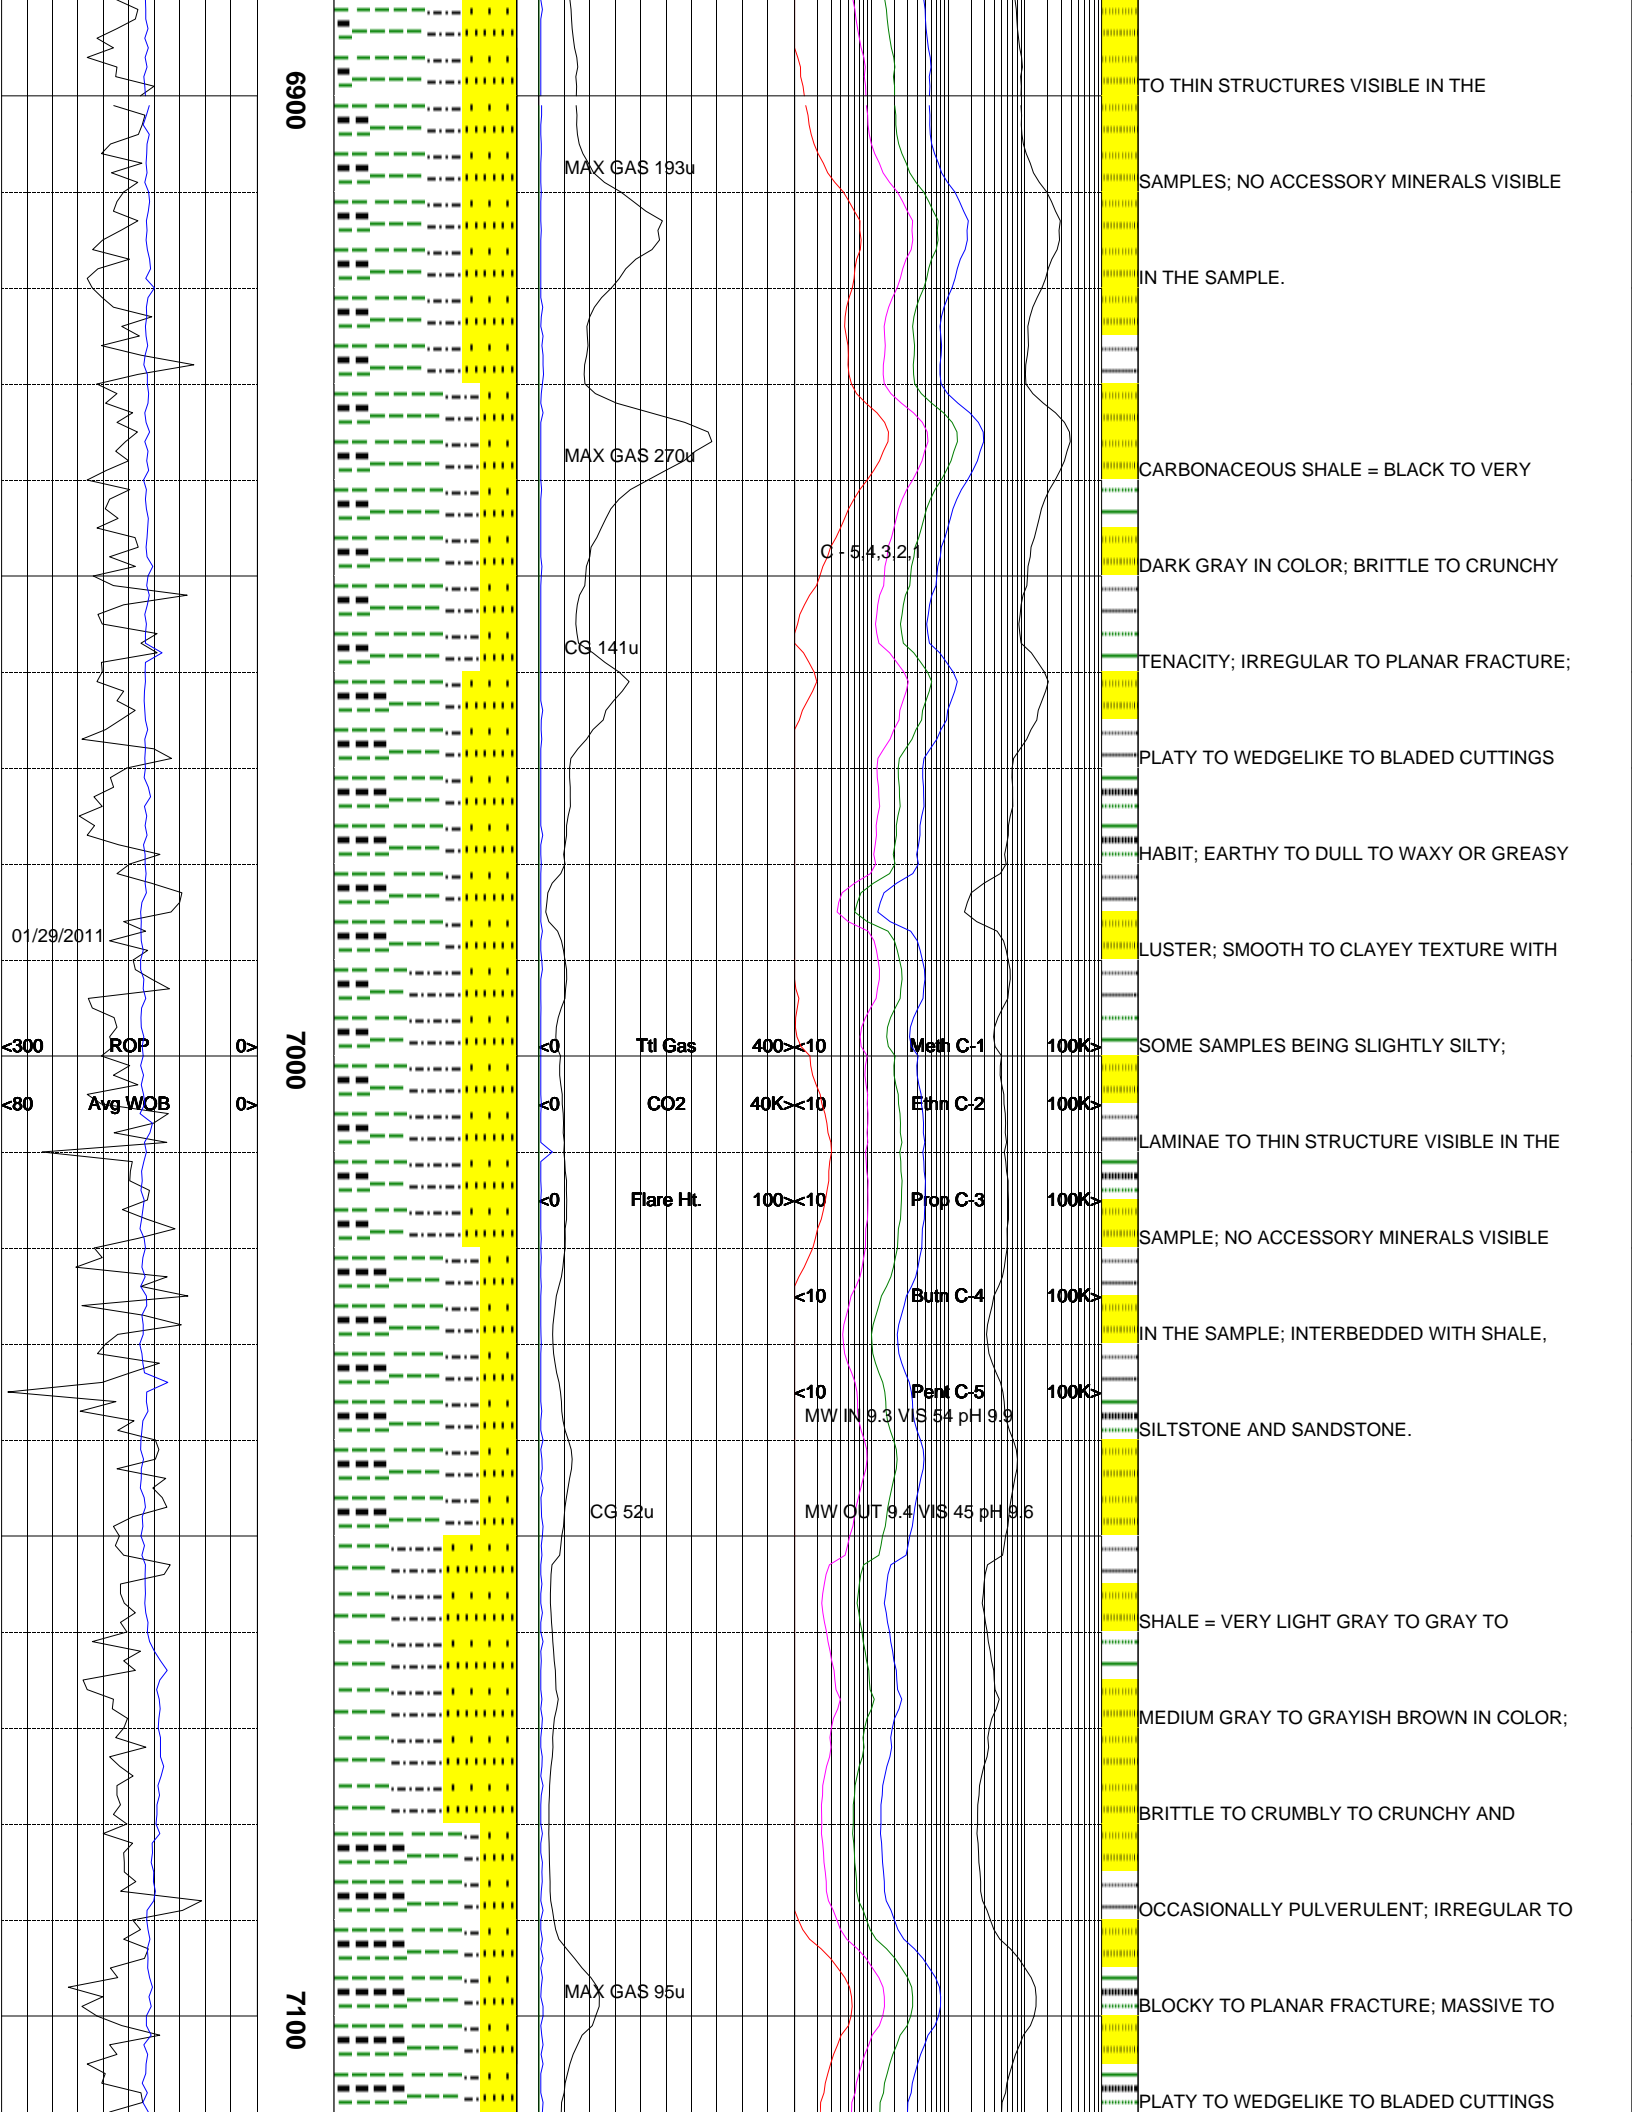 6900
TO THIN STRUCTURES VISIBLE IN THE
MAX GAS 193u
SAMPLES; NO ACCESSORY MINERALS VISIBLE
IN THE SAMPLE.
MAX GAS 270u
CARBONACEOUS SHALE = BLACK TO VERY
C - 5,4,3,2,1
DARK GRAY IN COLOR; BRITTLE TO CRUNCHY
CG 141u
TENACITY; IRREGULAR TO PLANAR FRACTURE;
PLATY TO WEDGELIKE TO BLADED CUTTINGS
HABIT; EARTHY TO DULL TO WAXY OR GREASY
01/29/2011
LUSTER; SMOOTH TO CLAYEY TEXTURE WITH
<300 ROP 0>
7000
<0 Ttl Gas 400>
<10 Meth C-1 100K>
SOME SAMPLES BEING SLIGHTLY SILTY;
<80 Avg WOB 0>
<0 CO2 40K>
<10 Ethn C-2 100K>
LAMINAE TO THIN STRUCTURE VISIBLE IN THE
<0 Flare Ht. 100>
<10 Prop C-3 100K>
SAMPLE; NO ACCESSORY MINERALS VISIBLE
<10 Butn C-4 100K>
IN THE SAMPLE; INTERBEDDED WITH SHALE,
<10 Pent C-5 100K>
MW IN 9.3 VIS 54 pH 9.9
SILTSTONE AND SANDSTONE.
CG 52u
MW OUT 9.4 VIS 45 pH 9.6
SHALE = VERY LIGHT GRAY TO GRAY TO
MEDIUM GRAY TO GRAYISH BROWN IN COLOR;
BRITTLE TO CRUMBLY TO CRUNCHY AND
OCCASIONALLY PULVERULENT; IRREGULAR TO
MAX GAS 95u
7100
BLOCKY TO PLANAR FRACTURE; MASSIVE TO
PLATY TO WEDGELIKE TO BLADED CUTTINGS